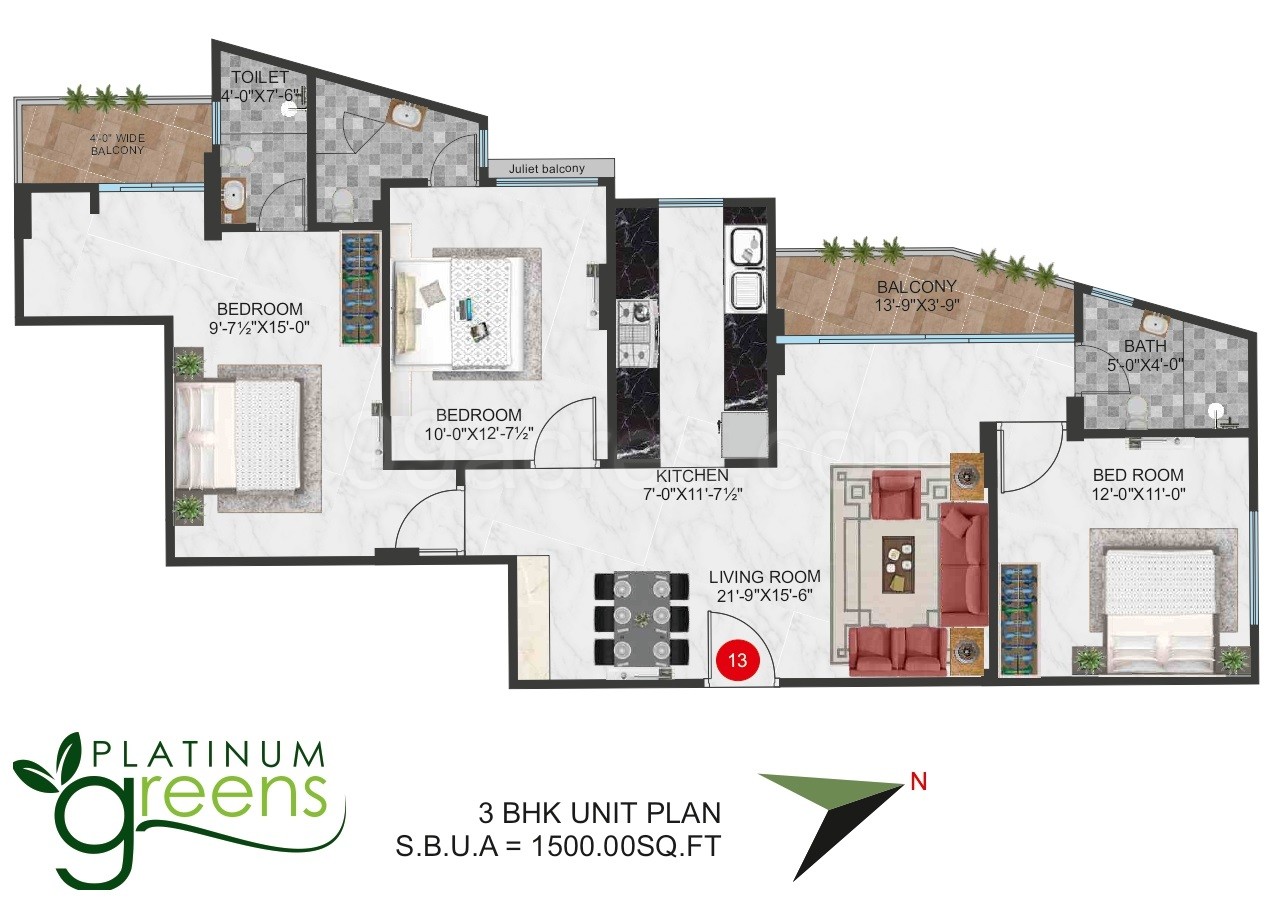 TOILET
4'-0"X7'-6"
4'-0" WIDE
BALCONY
Juliet balcony
BEDROOM
9'-7½"X15'-0"
BEDROOM
10'-0"X12'-7½"
BALCONY
13'-9"X3'-9"
BATH
5'-0"X4'-0"
KITCHEN
7'-0"X11'-7½"
BED ROOM
12'-0"X11'-0"
LIVING ROOM
21'-9"X15'-6"
13
PLATINUM
greens
3 BHK UNIT PLAN
S.B.U.A = 1500.00SQ.FT
N